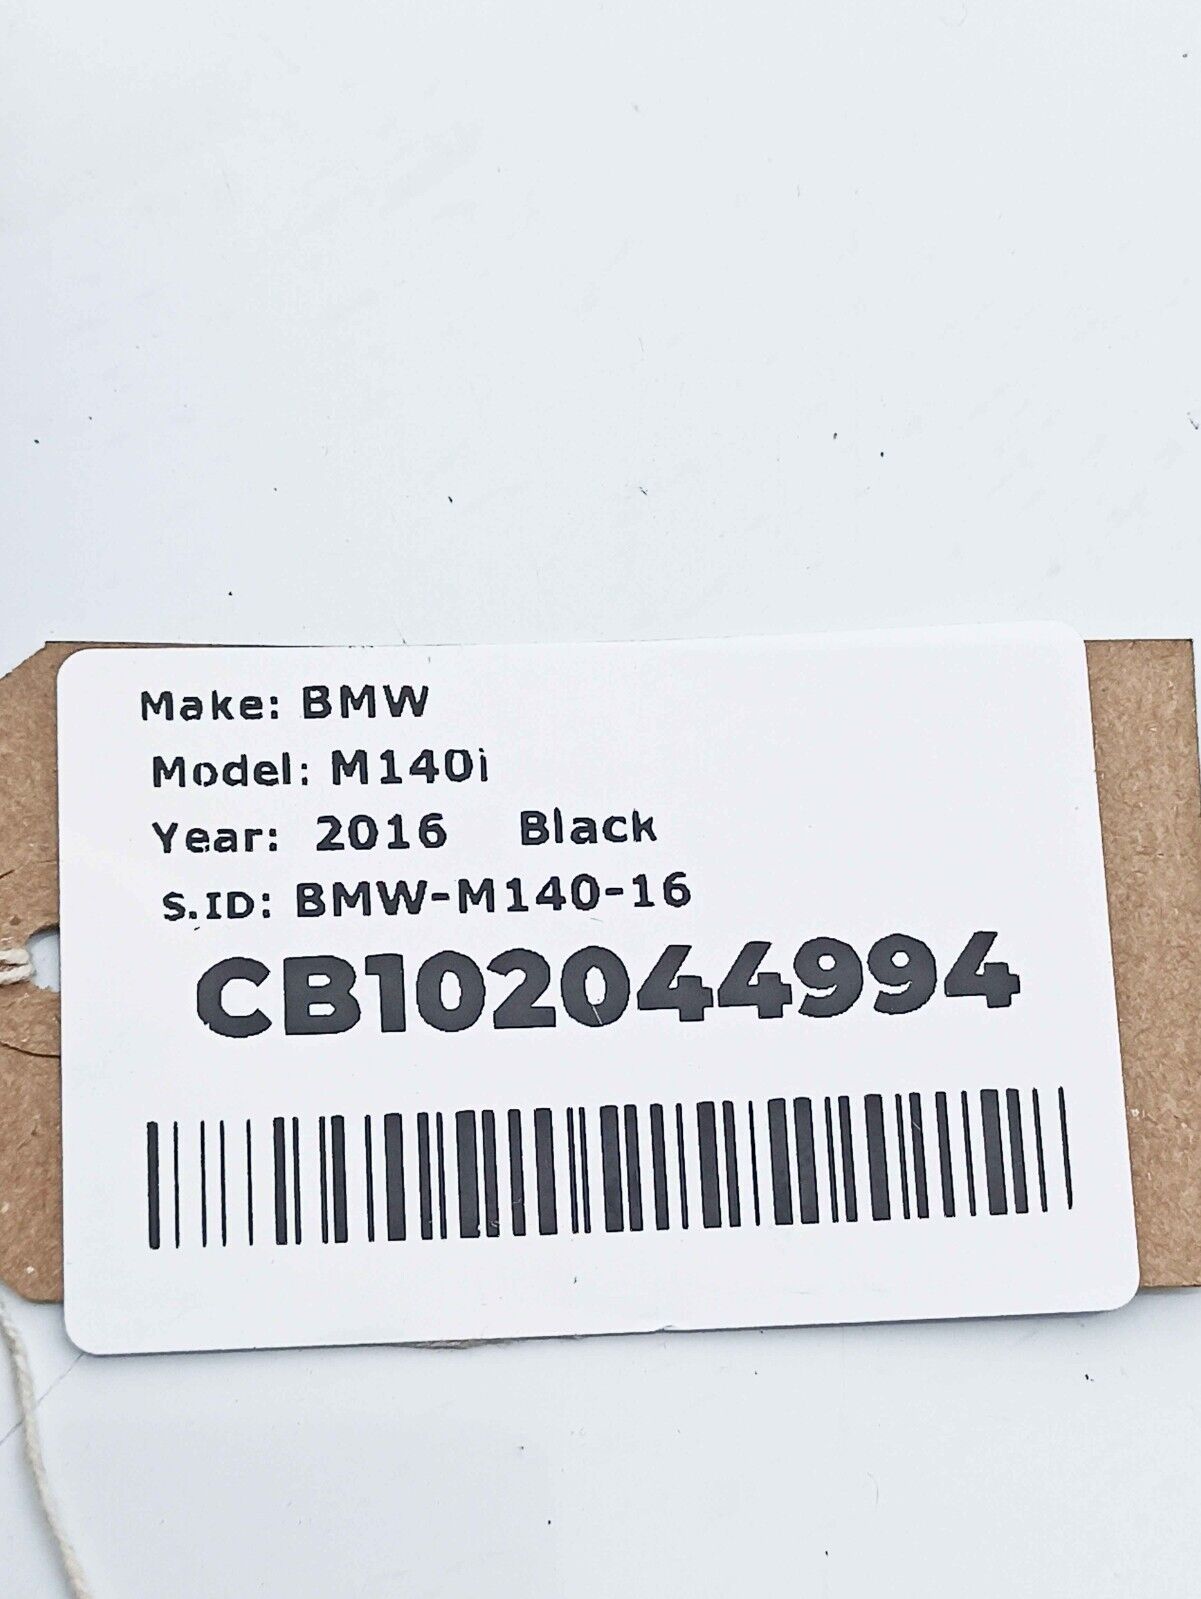 Make: BMW
Model: M140i
Year: 2016 Black
S.ID: BMW-M140-16
CB102044994